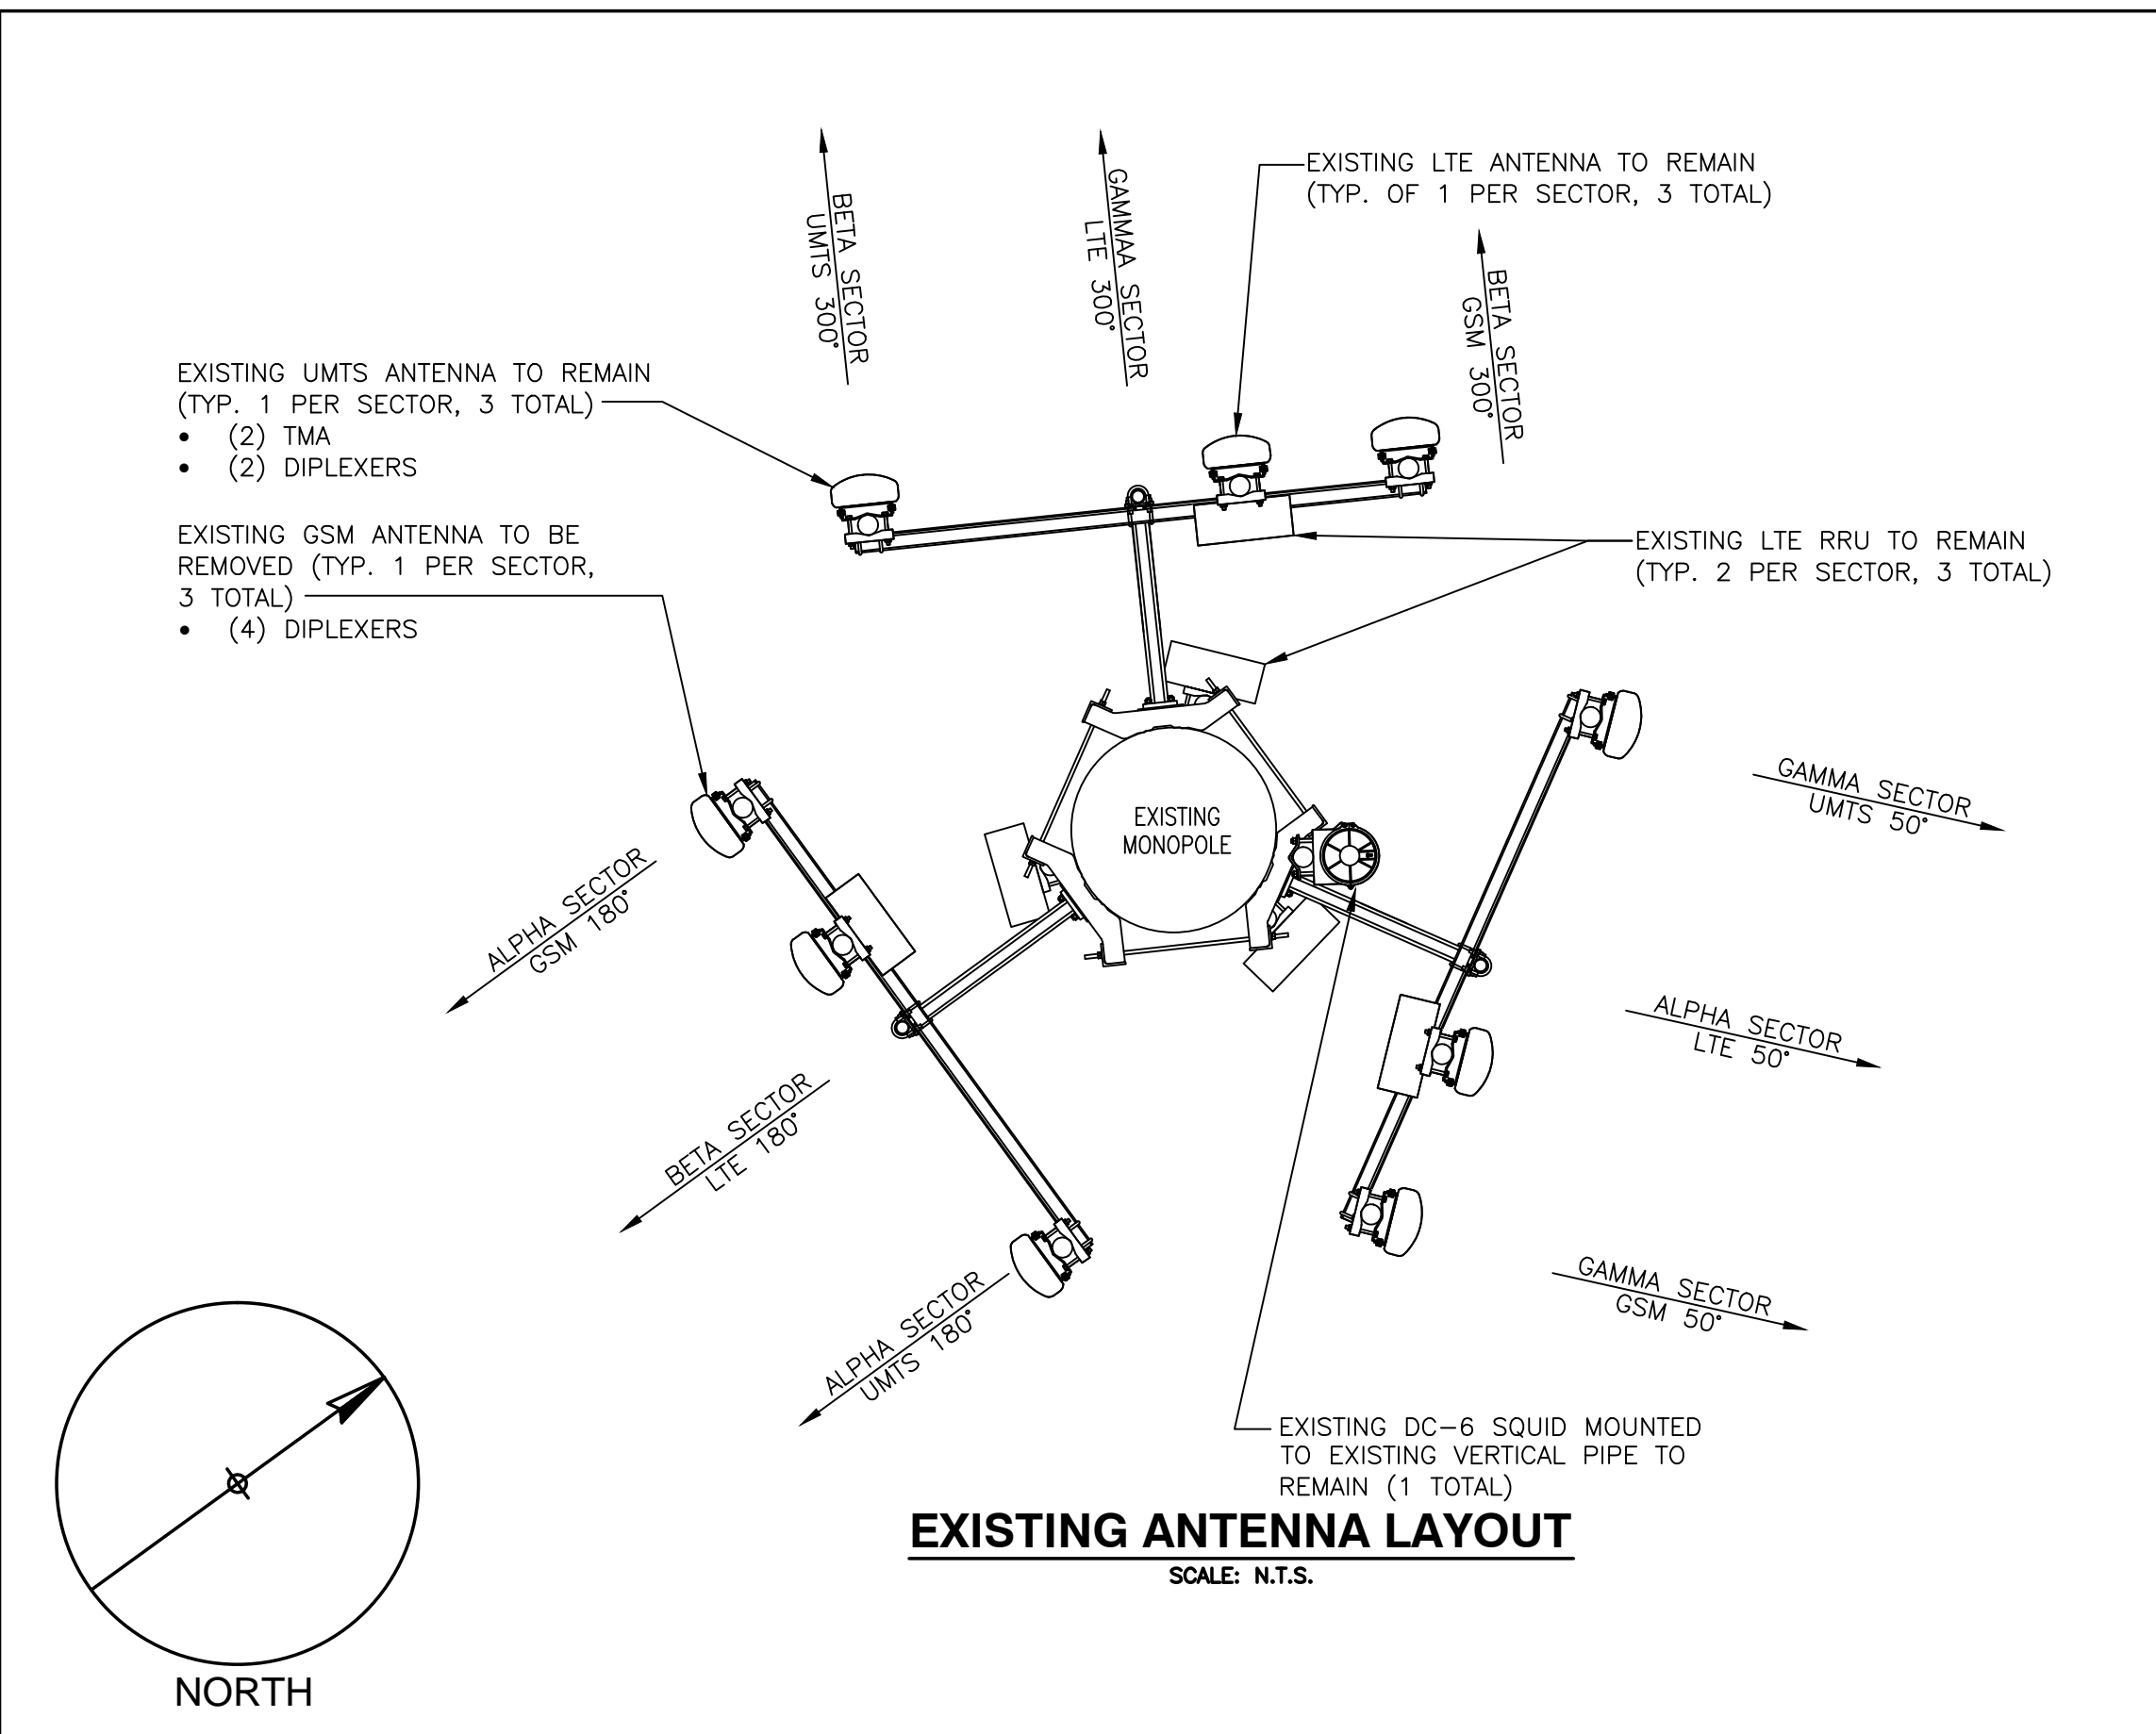 BETA SECTOR
UMTS 300°
GAMMAA SECTOR
LTE 300°
EXISTING LTE ANTENNA TO REMAIN
(TYP. OF 1 PER SECTOR, 3 TOTAL)
BETA SECTOR
GSM 300°
EXISTING UMTS ANTENNA TO REMAIN
(TYP. 1 PER SECTOR, 3 TOTAL)
• (2) TMA
• (2) DIPLEXERS
EXISTING GSM ANTENNA TO BE
REMOVED (TYP. 1 PER SECTOR,
3 TOTAL)
• (4) DIPLEXERS
EXISTING LTE RRU TO REMAIN
(TYP. 2 PER SECTOR, 3 TOTAL)
EXISTING
MONOPOLE
GAMMA SECTOR
UMTS 50°
ALPHA SECTOR
GSM 180°
ALPHA SECTOR
LTE 50°
BETA SECTOR
LTE 180°
GAMMA SECTOR
GSM 50°
ALPHA SECTOR
UMTS 180°
EXISTING DC-6 SQUID MOUNTED
TO EXISTING VERTICAL PIPE TO
REMAIN (1 TOTAL)
EXISTING ANTENNA LAYOUT
SCALE: N.T.S.
NORTH